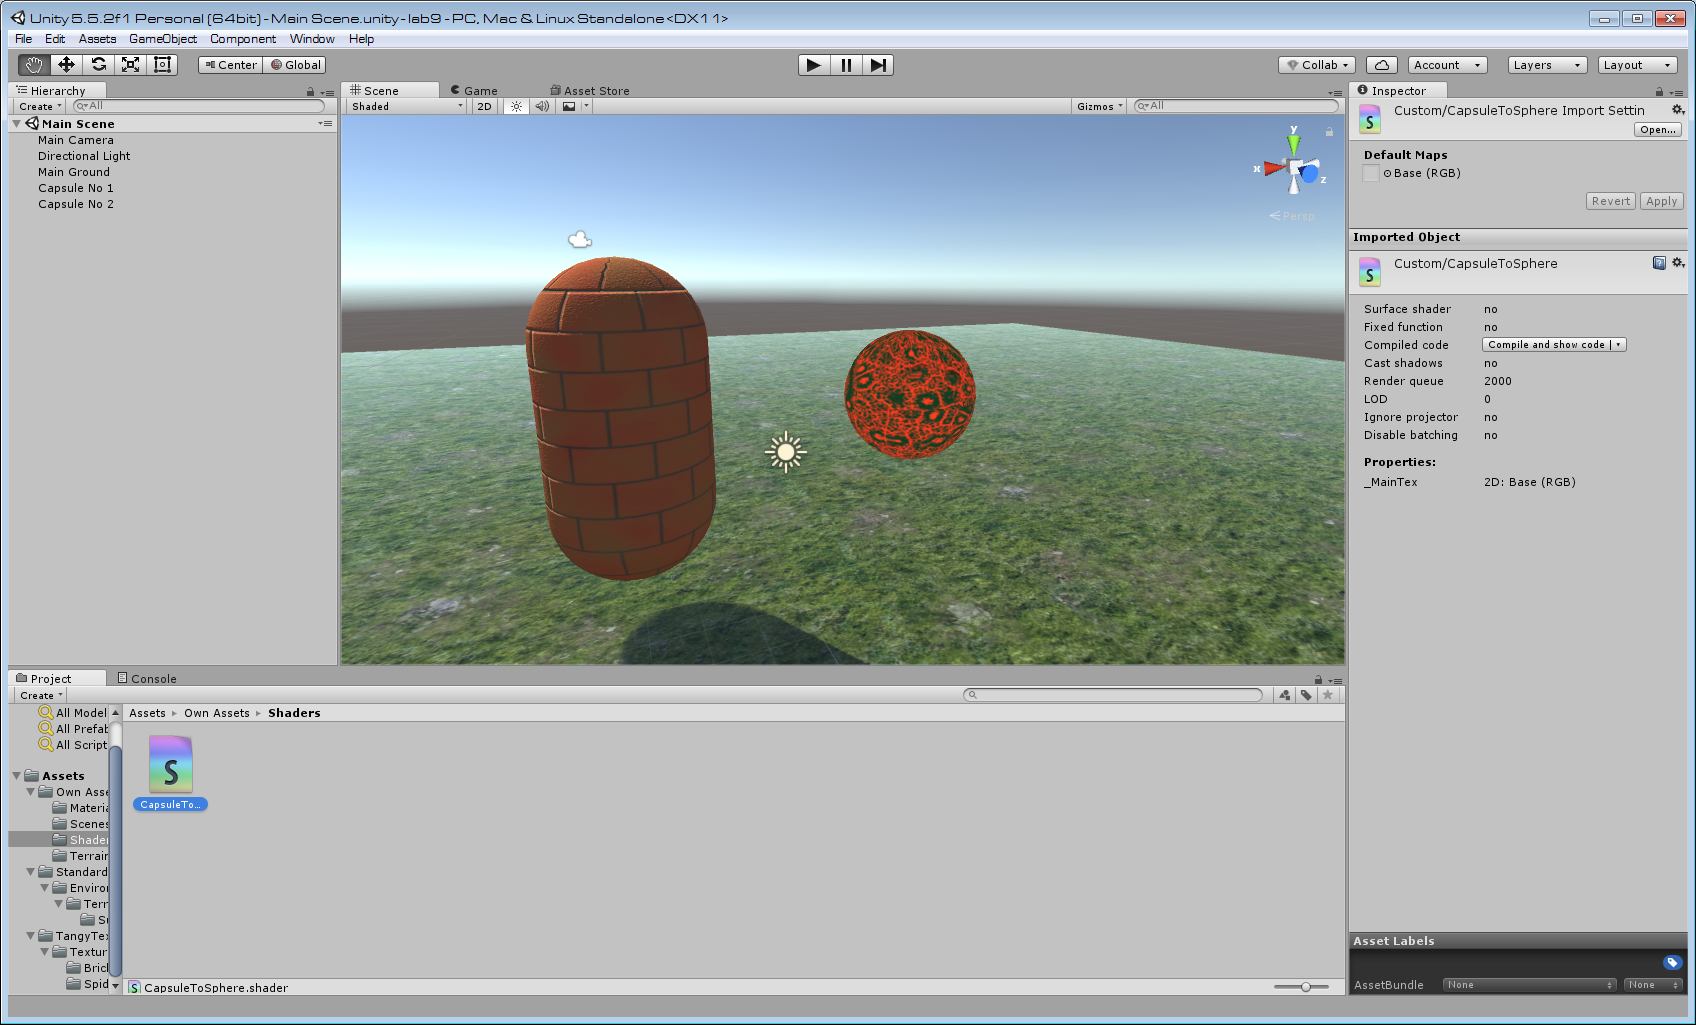 Unity 5.5.2f1 Personal (64bit) - Main Scene.unity - lab9 - PC, Mac & Linux Standalone <DX11>
File Edit Assets GameObject Component Window Help
Center Global Collab Account Layers Layout
Hierarchy
Create All
Main Scene
Main Camera
Directional Light
Main Ground
Capsule No 1
Capsule No 2
Scene Game Asset Store
Shaded 2D Gizmos All
y
x
z
Persp
Inspector
Custom/CapsuleToSphere Import Settin
Open...
Default Maps
Base (RGB)
Revert Apply
Imported Object
Custom/CapsuleToSphere
Surface shader no
Fixed function no
Compiled code Compile and show code
Cast shadows no
Render queue 2000
LOD 0
Ignore projector no
Disable batching no
Properties:
_MainTex 2D: Base (RGB)
Project Console
Create
All Model
All Prefab
All Script
Assets
Own Asse
Materia
Scenes
Shader
Terrain
Standard
Enviro
Terr
S
TangyTex
Textur
Brick
Spid
Assets Own Assets Shaders
S
CapsuleTo...
CapsuleToSphere.shader
Asset Labels
AssetBundle None None